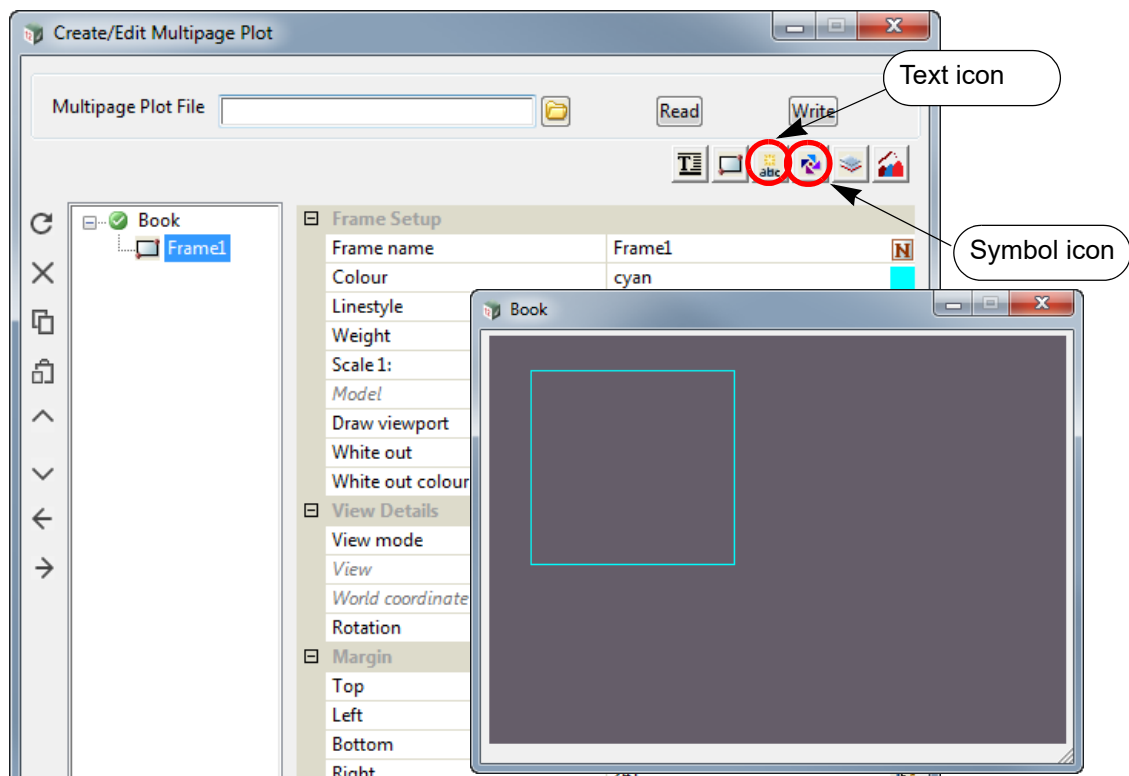 Create/Edit Multipage Plot
Text icon
Multipage Plot File
Read
Write
T
abc
Symbol icon
Book
Frame1
Frame Setup
Frame name Frame1 N
Colour cyan
Linestyle
Weight
Scale 1:
Model
Draw viewport
White out
White out colour
View Details
View mode
View
World coordinate
Rotation
Margin
Top
Left
Bottom
Right
Book